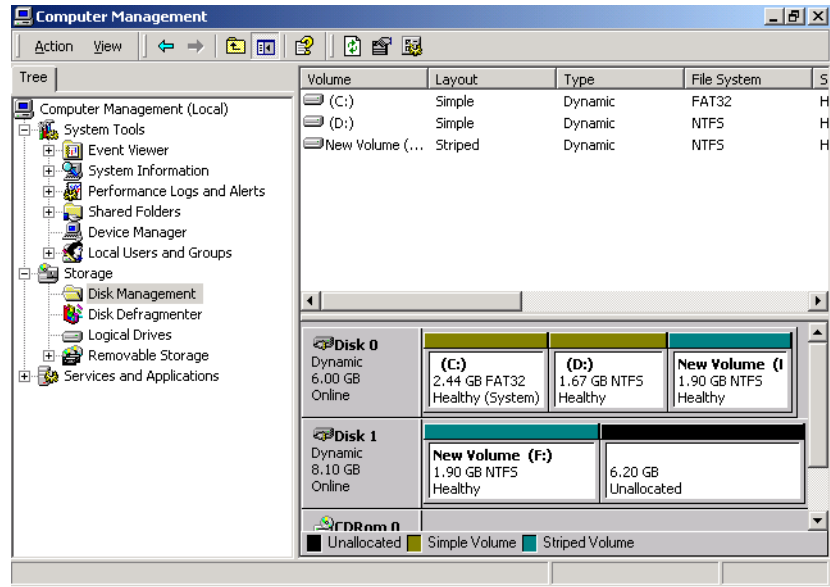 Computer Management
Action View
Tree
Computer Management (Local)
System Tools
Event Viewer
System Information
Performance Logs and Alerts
Shared Folders
Device Manager
Local Users and Groups
Storage
Disk Management
Disk Defragmenter
Logical Drives
Removable Storage
Services and Applications
Volume Layout Type File System S
(C:) Simple Dynamic FAT32 H
(D:) Simple Dynamic NTFS H
New Volume (... Striped Dynamic NTFS H
Disk 0
Dynamic
6.00 GB
Online
(C:)
2.44 GB FAT32
Healthy (System)
(D:)
1.67 GB NTFS
Healthy
New Volume (
1.90 GB NTFS
Healthy
Disk 1
Dynamic
8.10 GB
Online
New Volume (F:)
1.90 GB NTFS
Healthy
6.20 GB
Unallocated
CDRom 0
Unallocated Simple Volume Striped Volume